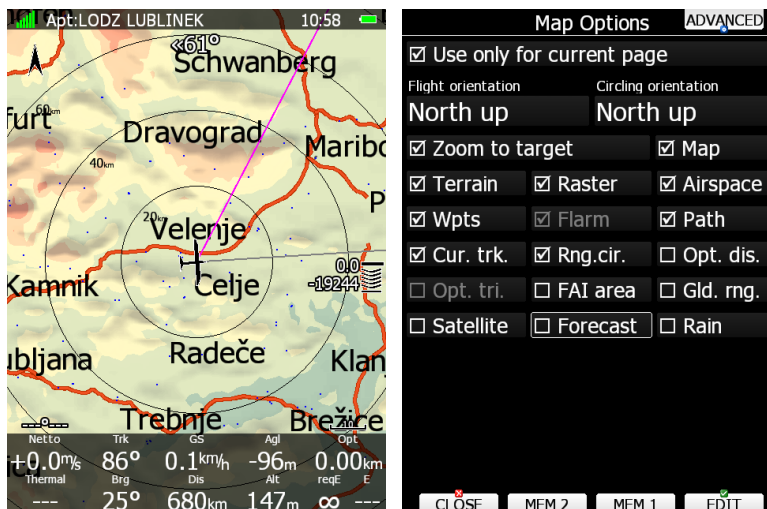 Apt:LODZ LUBLINEK 10:58
<<61°
Schwanberg
60km
Dravograd
40km
20km
Velenje
0.0
-19244
Kamnik
Celje
Radeče
Trebnje
Brežice
Netto Trk GS Agl Opt
+0.0m/s 86° 0.1km/h -96m 0.00km
Thermal Brg Dis Alt reqE E
--- 25° 680km 147m ∞ ---
Map Options
ADVANCED
Use only for current page
Flight orientation Circling orientation
North up North up
Zoom to target Map
Terrain Raster Airspace
Wpts Flarm Path
Cur. trk. Rng.cir. Opt. dis.
Opt. tri. FAI area Gld. rng.
Satellite Forecast Rain
CLOSE MEM 2 MEM 1 EDIT